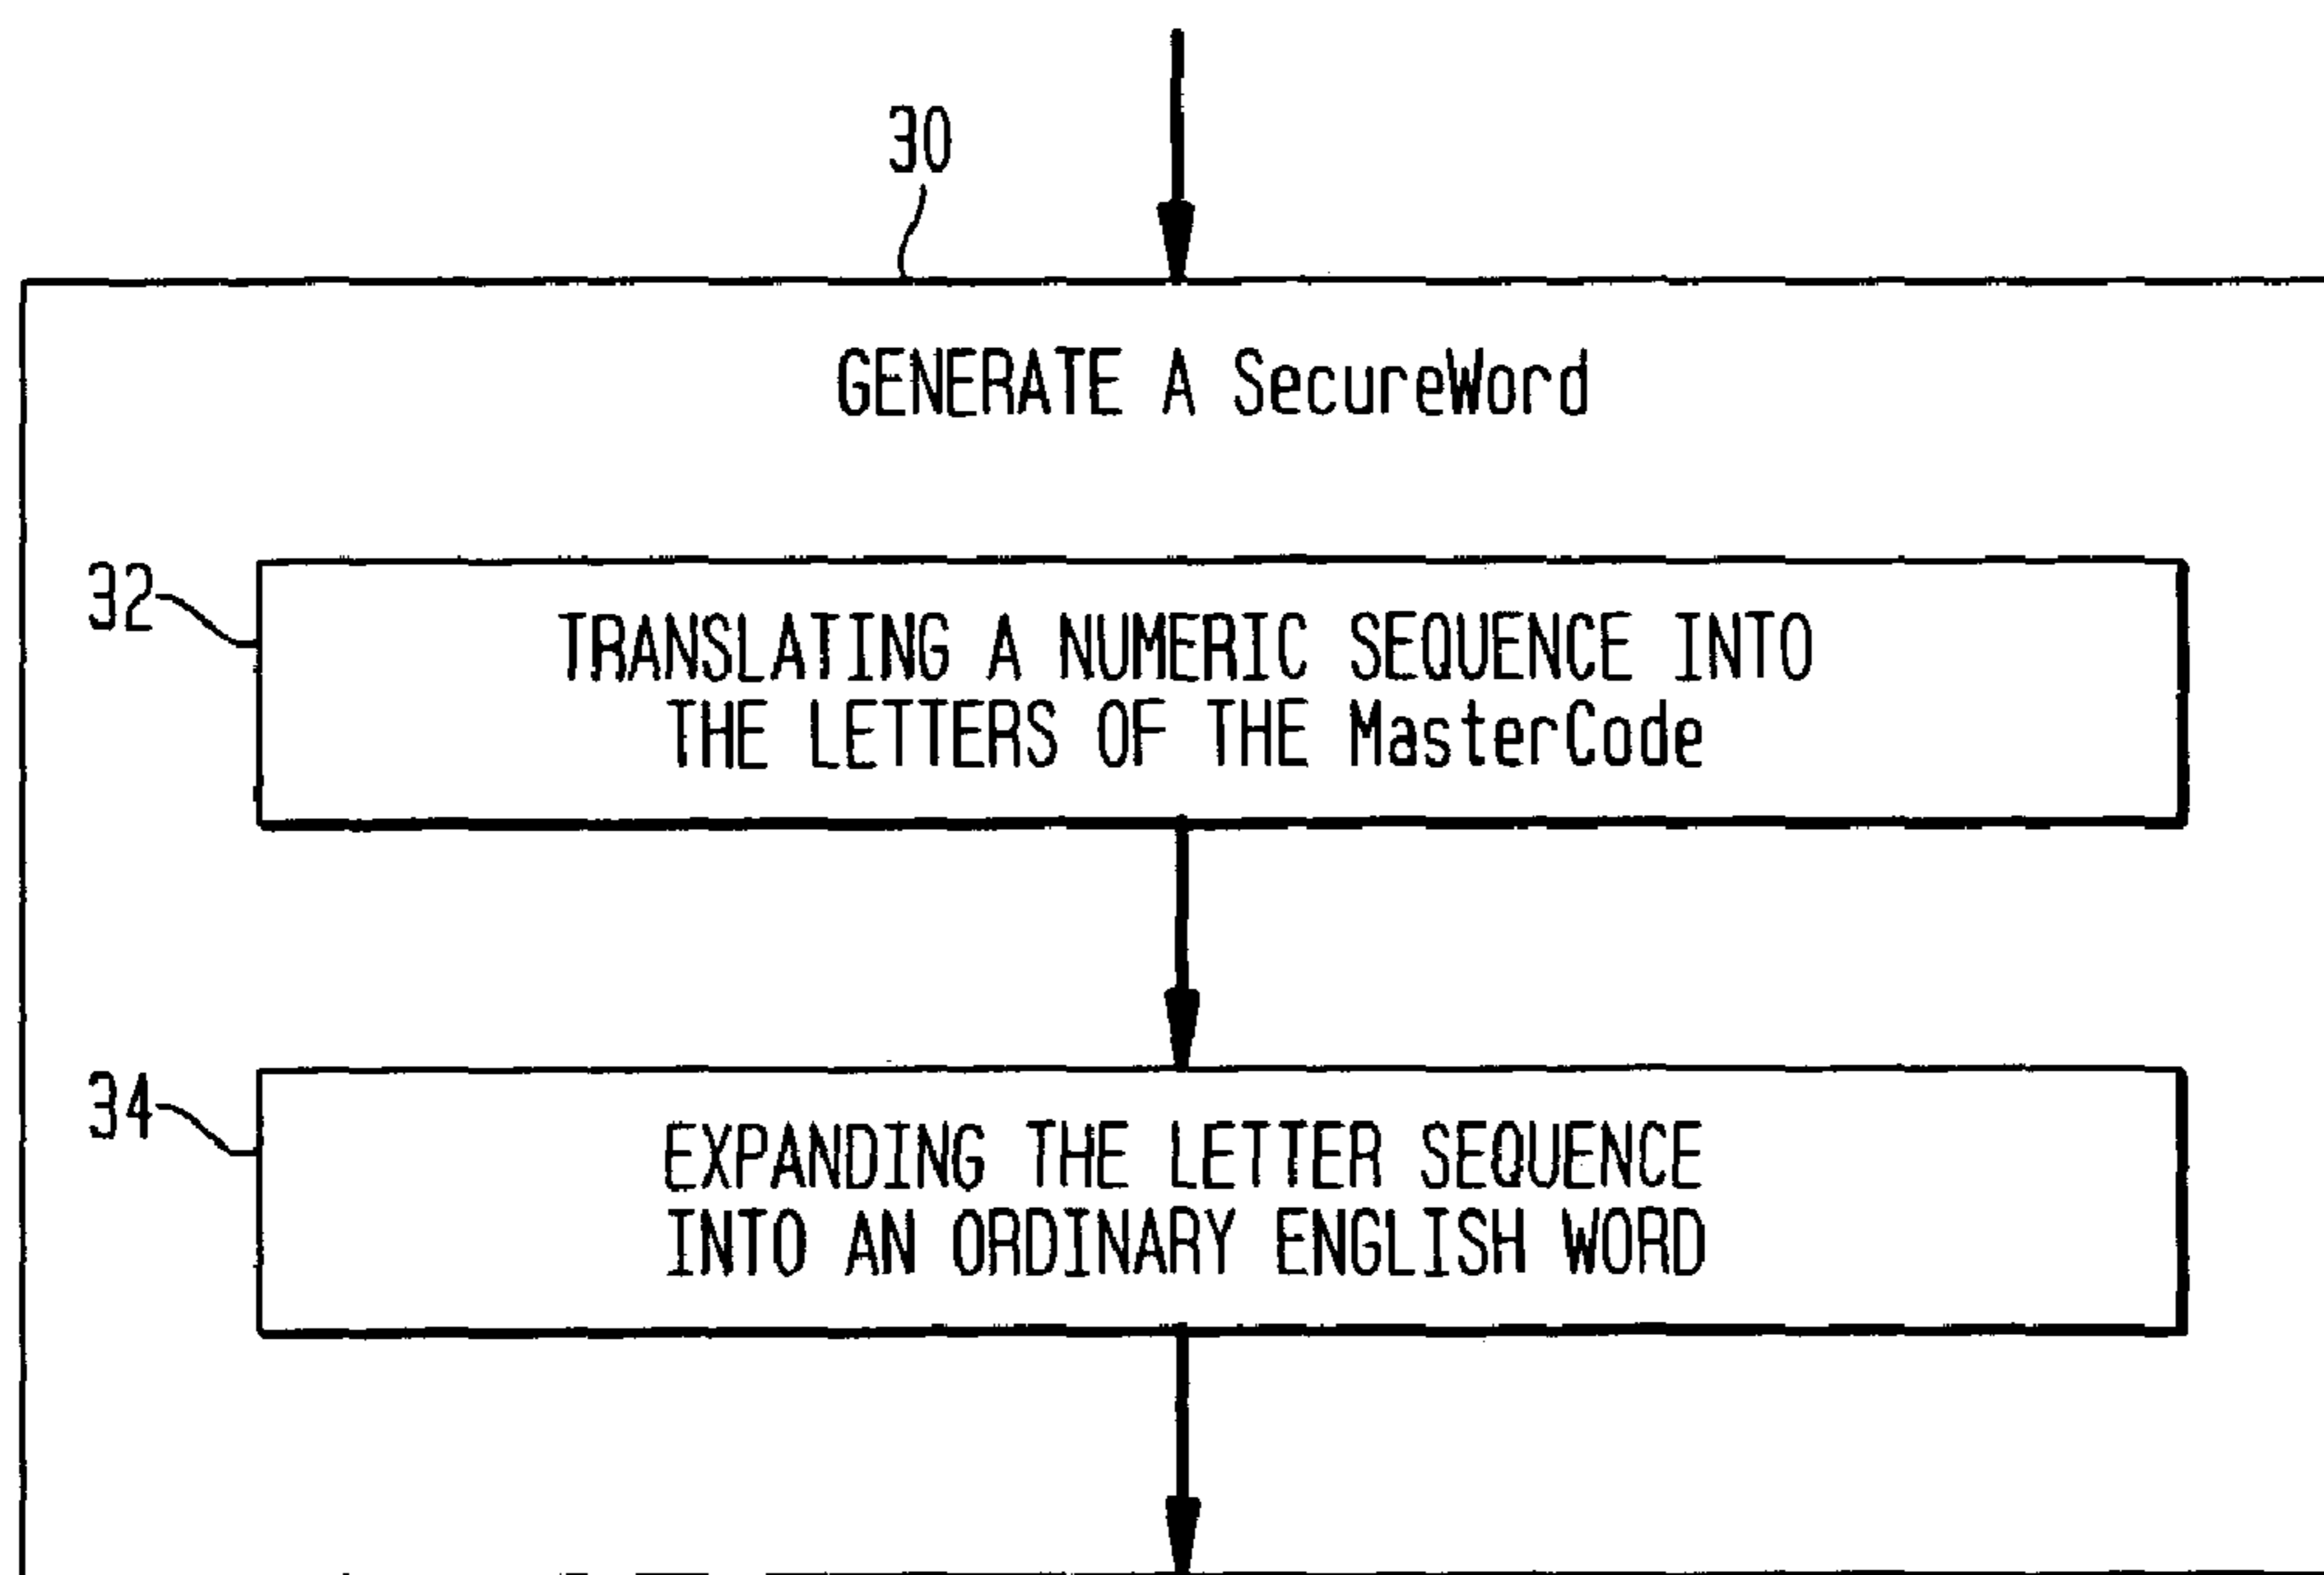 30
GENERATE A SecureWord
32
TRANSLATING A NUMERIC SEQUENCE INTO
THE LETTERS OF THE MasterCode
34
EXPANDING THE LETTER SEQUENCE
INTO AN ORDINARY ENGLISH WORD